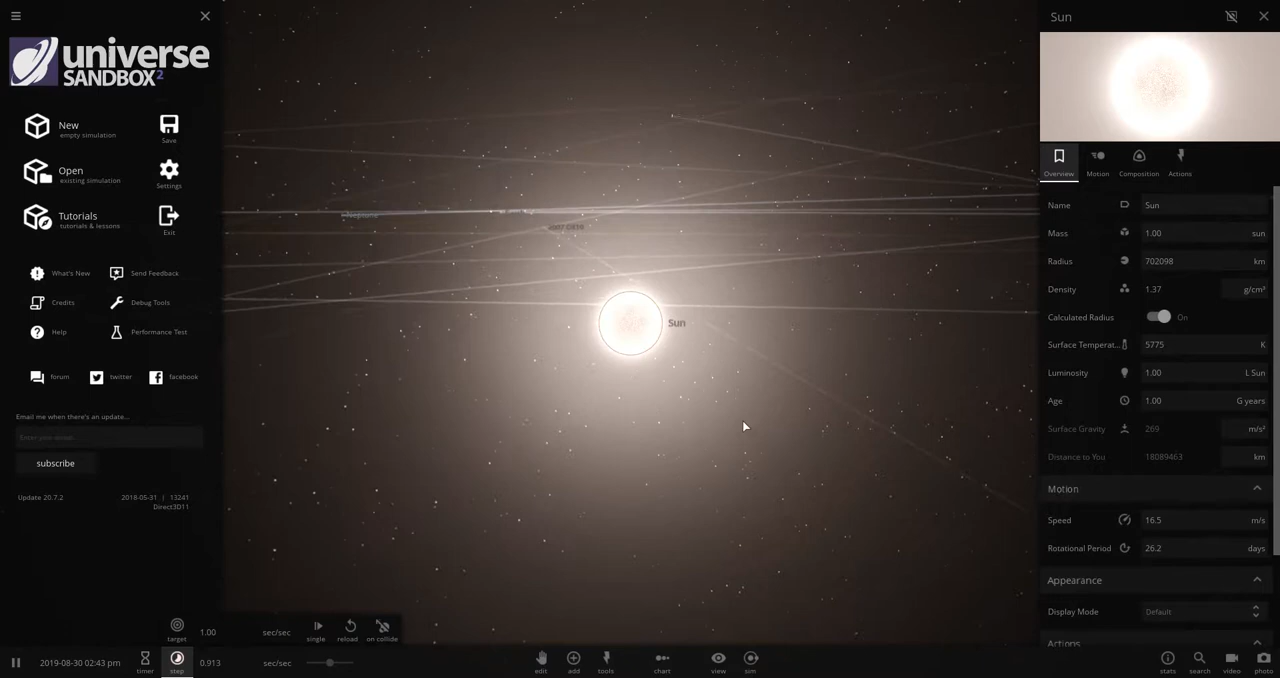 universe
SANDBOX²
New
empty simulation
Save
Open
existing simulation
Settings
Tutorials
tutorials & lessons
Exit
What's New
Send Feedback
Credits
Debug Tools
Help
Performance Test
forum
twitter
facebook
Email me when there's an update...
Enter your email...
subscribe
Update 20.7.2
2018-05-31 | 13241
Direct3D11
Neptune
2007 OR10
Sun
target
1.00
sec/sec
single
reload
on collide
2019-08-30 02:43 pm
timer
step
0.913
sec/sec
edit
add
tools
chart
view
sim
stats
search
video
photo
Sun
Overview
Motion
Composition
Actions
Name
Sun
Mass
1.00
sun
Radius
702098
km
Density
1.37
g/cm³
Calculated Radius
On
Surface Temperat...
5775
K
Luminosity
1.00
L Sun
Age
1.00
G years
Surface Gravity
269
m/s²
Distance to You
18089463
km
Motion
Speed
16.5
m/s
Rotational Period
26.2
days
Appearance
Display Mode
Default
Actions